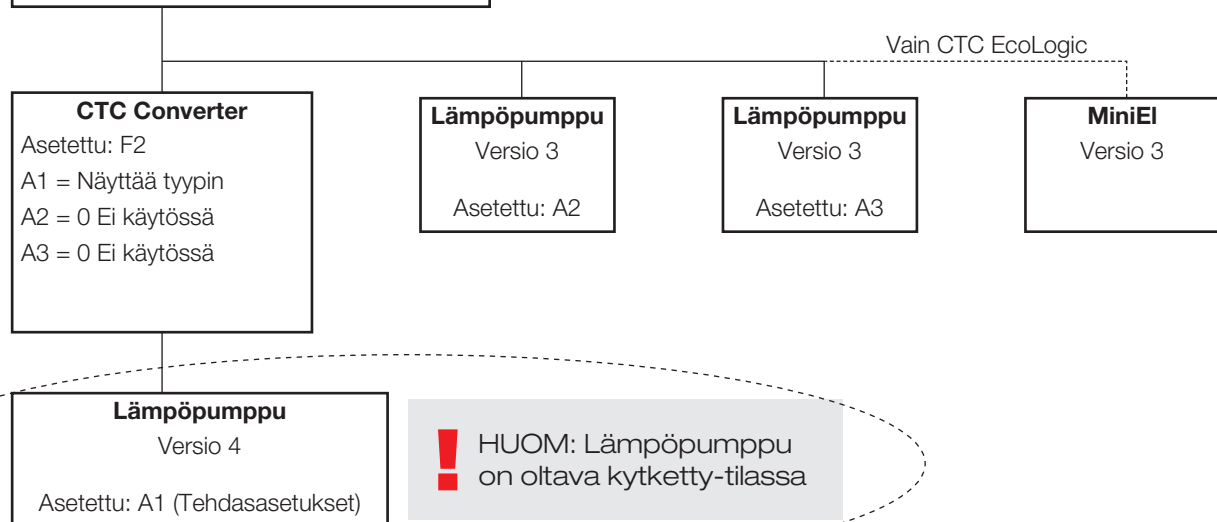 Vain CTC EcoLogic
CTC Converter
Asetettu: F2
A1 = Näyttää tyypin
A2 = 0 Ei käytössä
A3 = 0 Ei käytössä
Lämpöpumppu
Versio 3
Asetettu: A2
Lämpöpumppu
Versio 3
Asetettu: A3
MiniEl
Versio 3
Lämpöpumppu
Versio 4
Asetettu: A1 (Tehdasasetukset)
! HUOM: Lämpöpumppu
on oltava kytketty-tilassa